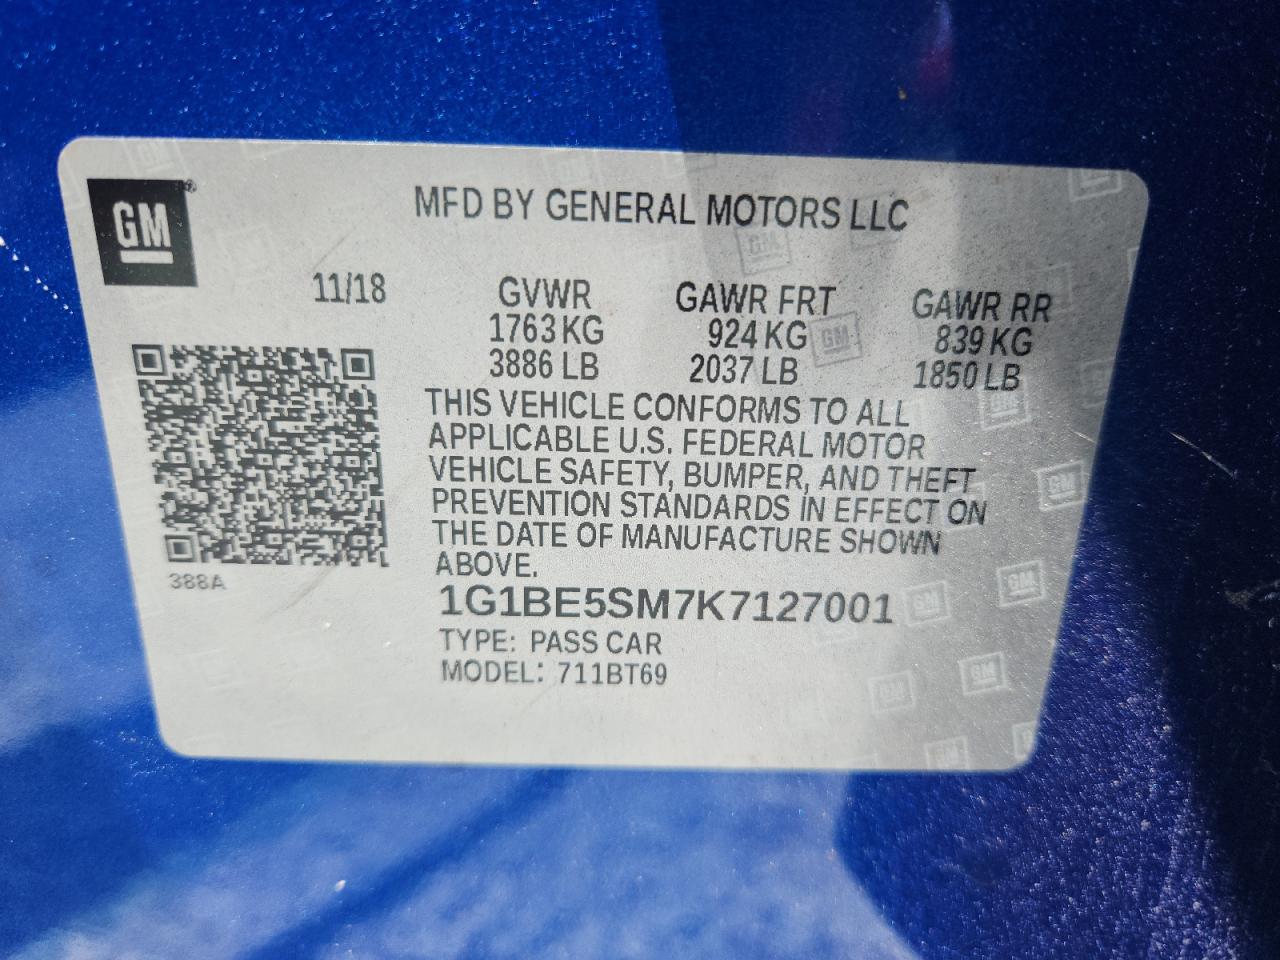 GM
MFD BY GENERAL MOTORS LLC
11/18 GVWR GAWR FRT GAWR RR
1763 KG 924 KG 839 KG
3886 LB 2037 LB 1850 LB
THIS VEHICLE CONFORMS TO ALL
APPLICABLE U.S. FEDERAL MOTOR
VEHICLE SAFETY, BUMPER, AND THEFT
PREVENTION STANDARDS IN EFFECT ON
THE DATE OF MANUFACTURE SHOWN
ABOVE.
388A
1G1BE5SM7K7127001
TYPE: PASS CAR
MODEL: 711BT69